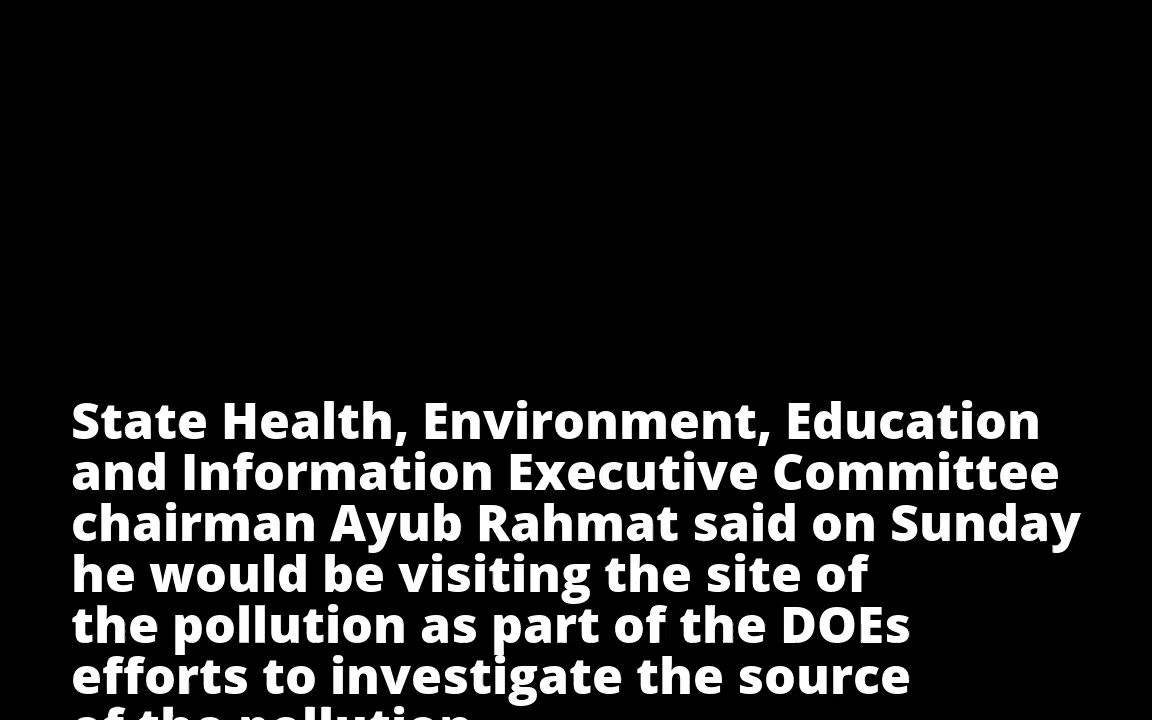 State Health, Environment, Education
and Information Executive Committee
chairman Ayub Rahmat said on Sunday
he would be visiting the site of
the pollution as part of the DOEs
efforts to investigate the source
of the pollution